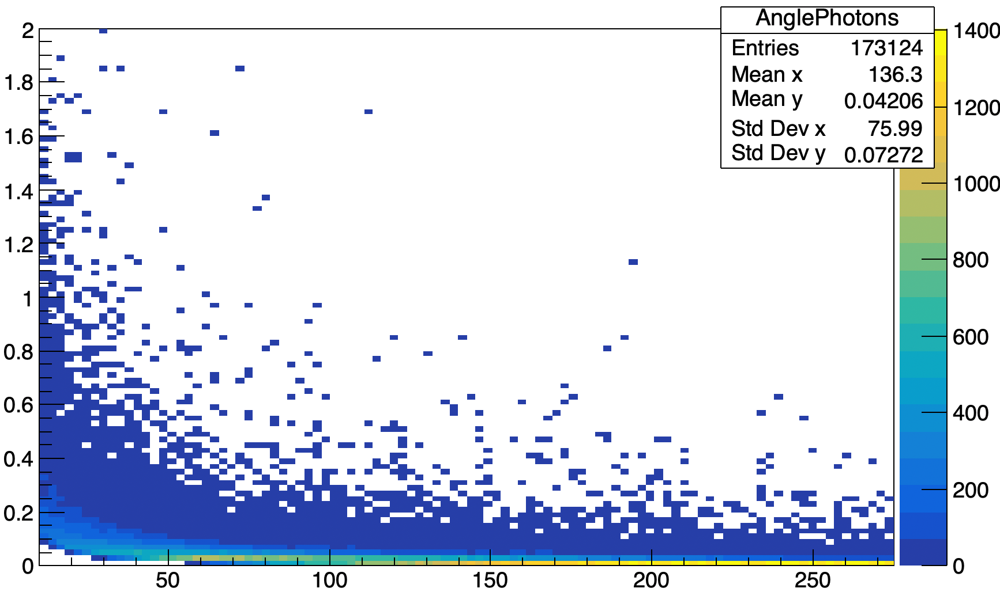 AnglePhotons
Entries 173124
Mean x 136.3
Mean y 0.04206
Std Dev x 75.99
Std Dev y 0.07272
2
1.8
1.6
1.4
1.2
1
0.8
0.6
0.4
0.2
0
50 100 150 200 250
1400
1200
1000
800
600
400
200
0